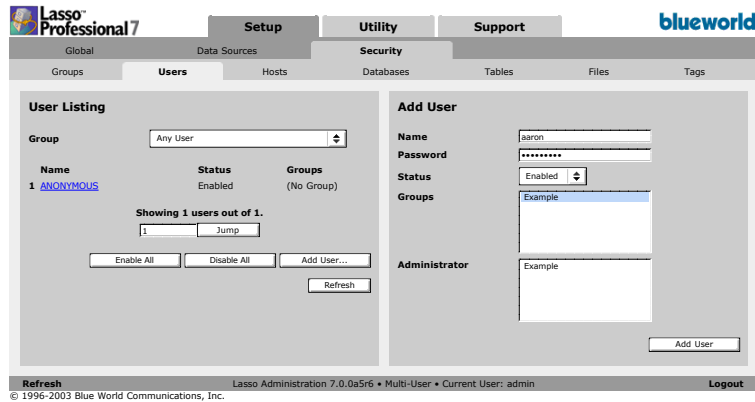 Lasso™
Professional 7
Setup
Utility
Support
blueworld
Global
Data Sources
Security
Groups
Users
Hosts
Databases
Tables
Files
Tags
User Listing
Group
Any User
Name Status Groups
1 ANONYMOUS Enabled (No Group)
Showing 1 users out of 1.
1 Jump
Enable All Disable All Add User...
Refresh
Add User
Name aaron
Password •••••••••
Status Enabled
Groups Example
Administrator Example
Add User
Refresh Lasso Administration 7.0.0a5r6 • Multi-User • Current User: admin Logout
© 1996-2003 Blue World Communications, Inc.